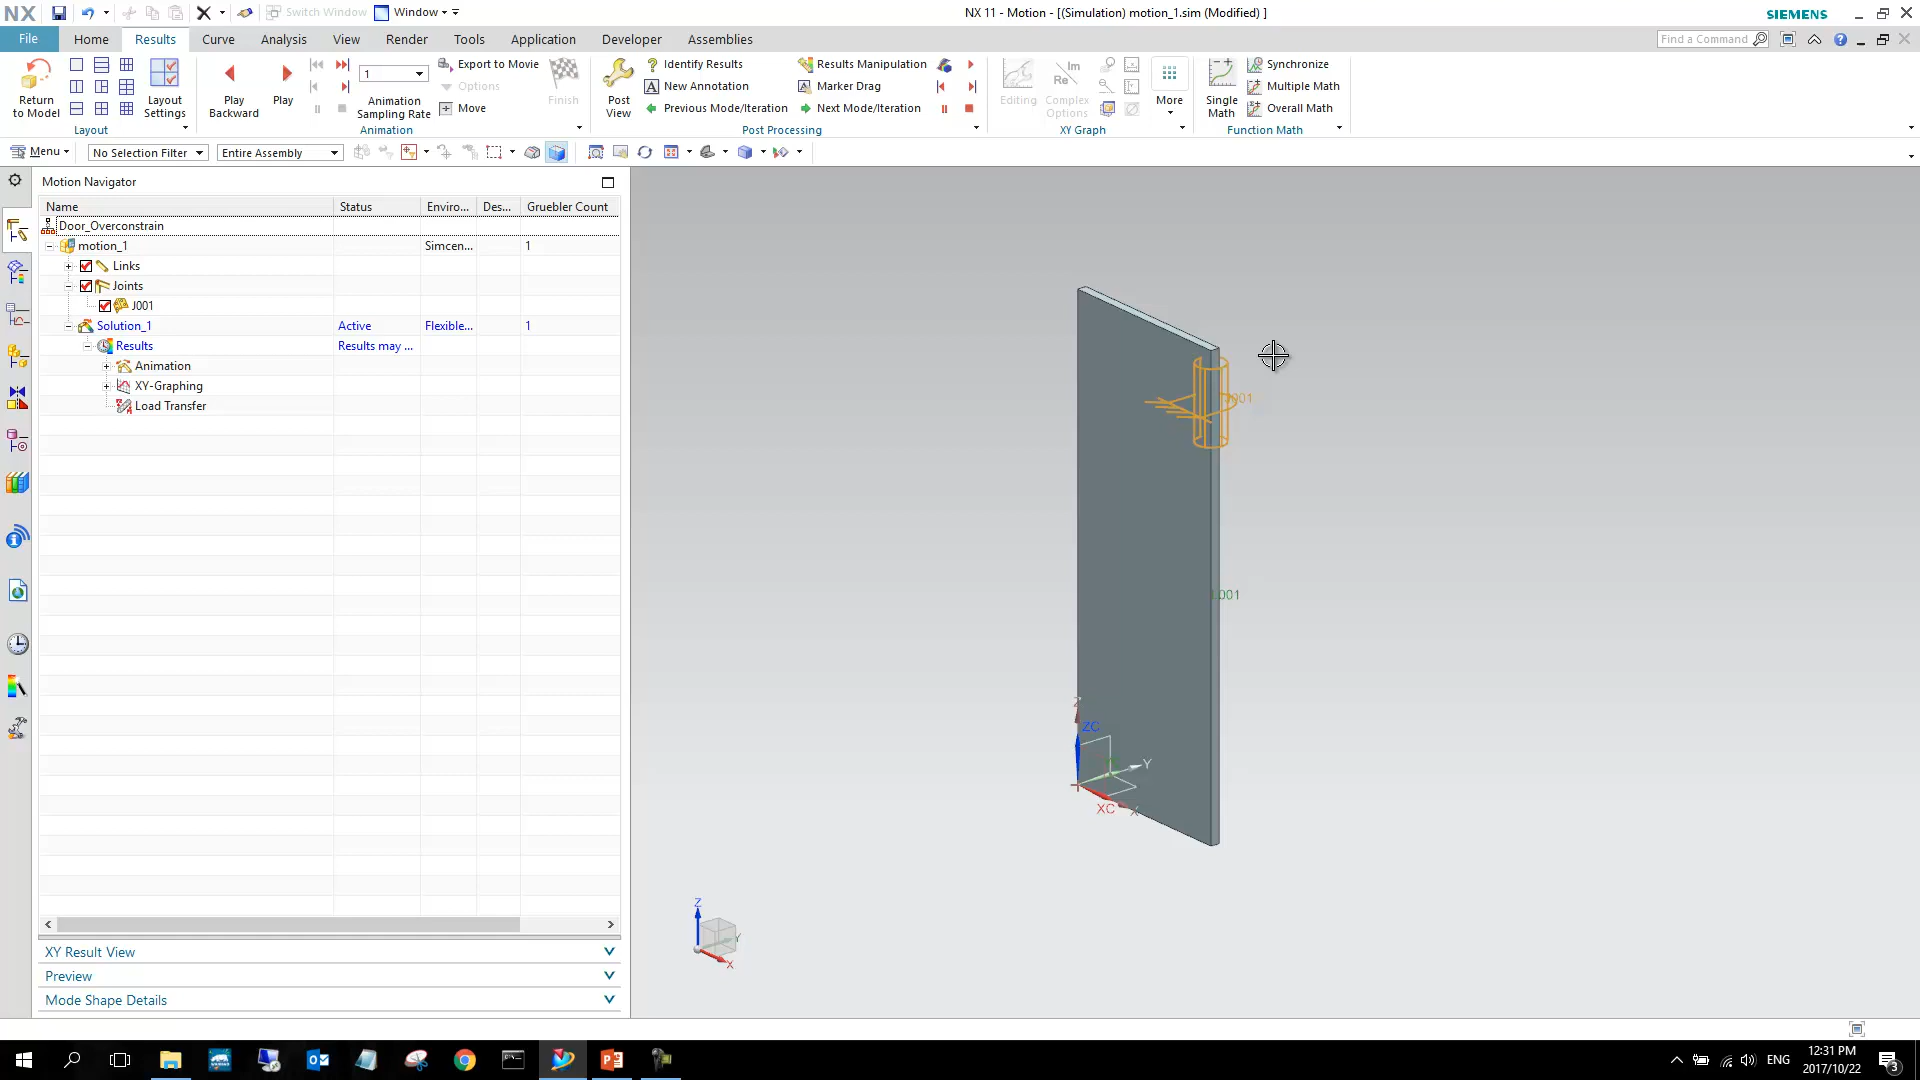 NX
Switch Window
Window
NX 11 - Motion - [(Simulation) motion_1.sim (Modified) ]
SIEMENS
File
Home
Results
Curve
Analysis
View
Render
Tools
Application
Developer
Assemblies
Find a Command
Return to Model
Layout Settings
Layout
Play Backward
Play
1
Animation Sampling Rate
Export to Movie
Options
Move
Finish
Animation
Post View
Identify Results
New Annotation
Previous Mode/Iteration
Results Manipulation
Marker Drag
Next Mode/Iteration
Post Processing
Editing
Complex Options
More
XY Graph
Single Math
Synchronize
Multiple Math
Overall Math
Function Math
Menu
No Selection Filter
Entire Assembly
Motion Navigator
Name
Status
Enviro...
Des...
Gruebler Count
Door_Overconstrain
motion_1
Simcen...
1
Links
Joints
J001
Solution_1
Active
Flexible...
1
Results
Results may ...
Animation
XY-Graphing
Load Transfer
XY Result View
Preview
Mode Shape Details
Z
ZC
Y
XC
X
Z
Y
X
ENG
12:31 PM
2017/10/22
3